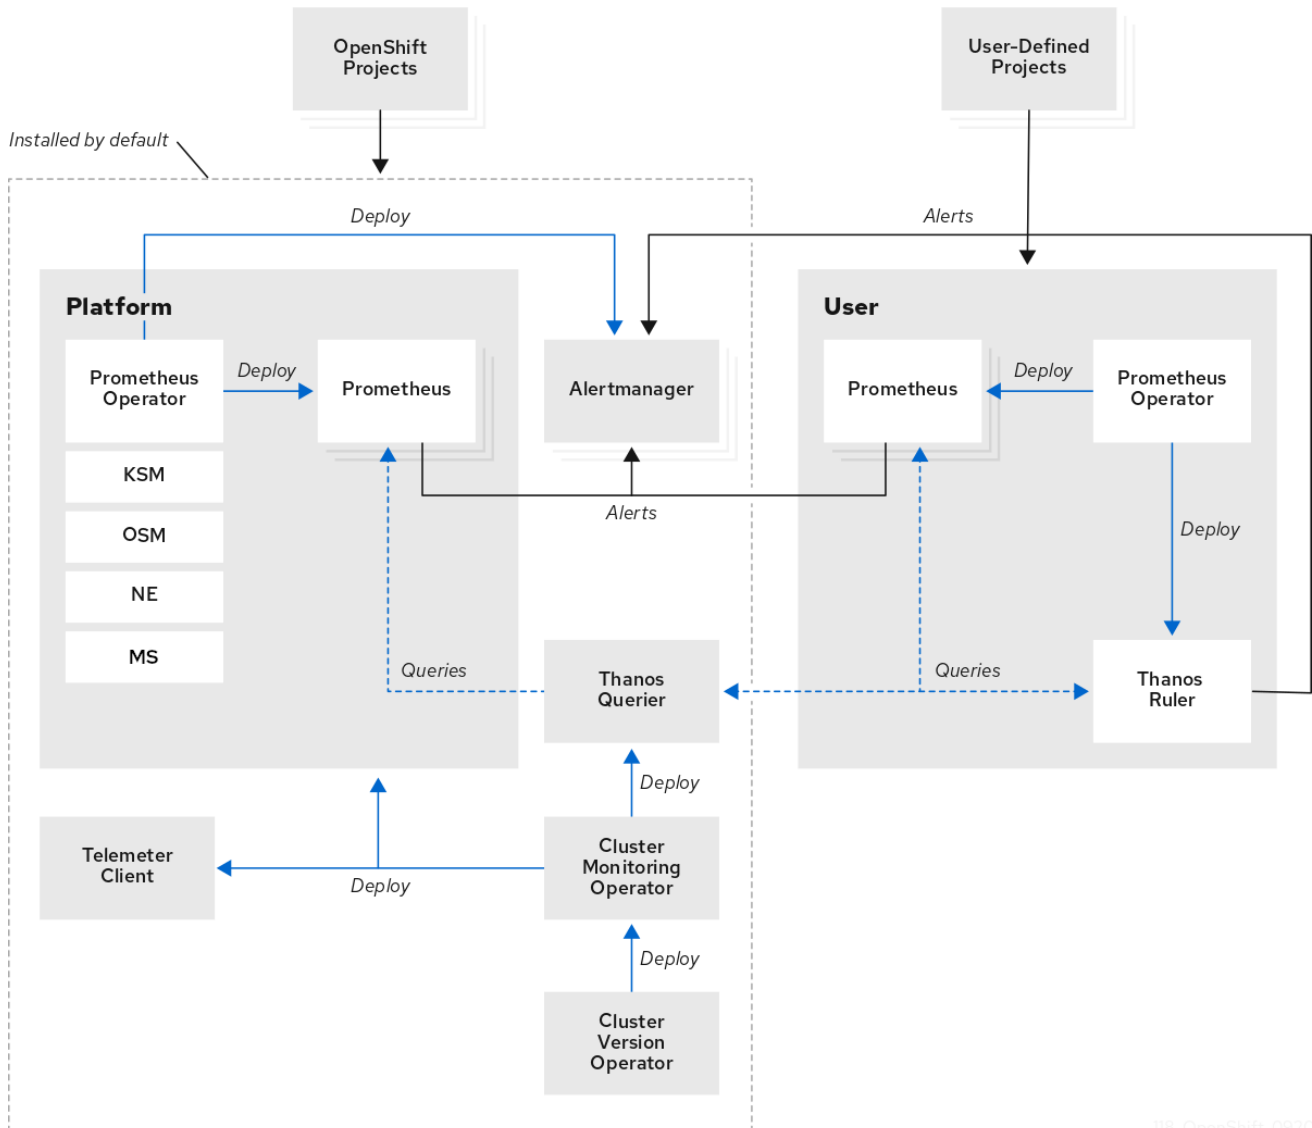 OpenShift
Projects
User-Defined
Projects
Installed by default
Deploy
Alerts
Platform
User
Prometheus
Operator
Deploy
Prometheus
Alertmanager
Prometheus
Deploy
Prometheus
Operator
KSM
OSM
NE
MS
Alerts
Deploy
Queries
Thanos
Querier
Queries
Thanos
Ruler
Deploy
Telemeter
Client
Deploy
Cluster
Monitoring
Operator
Deploy
Cluster
Version
Operator